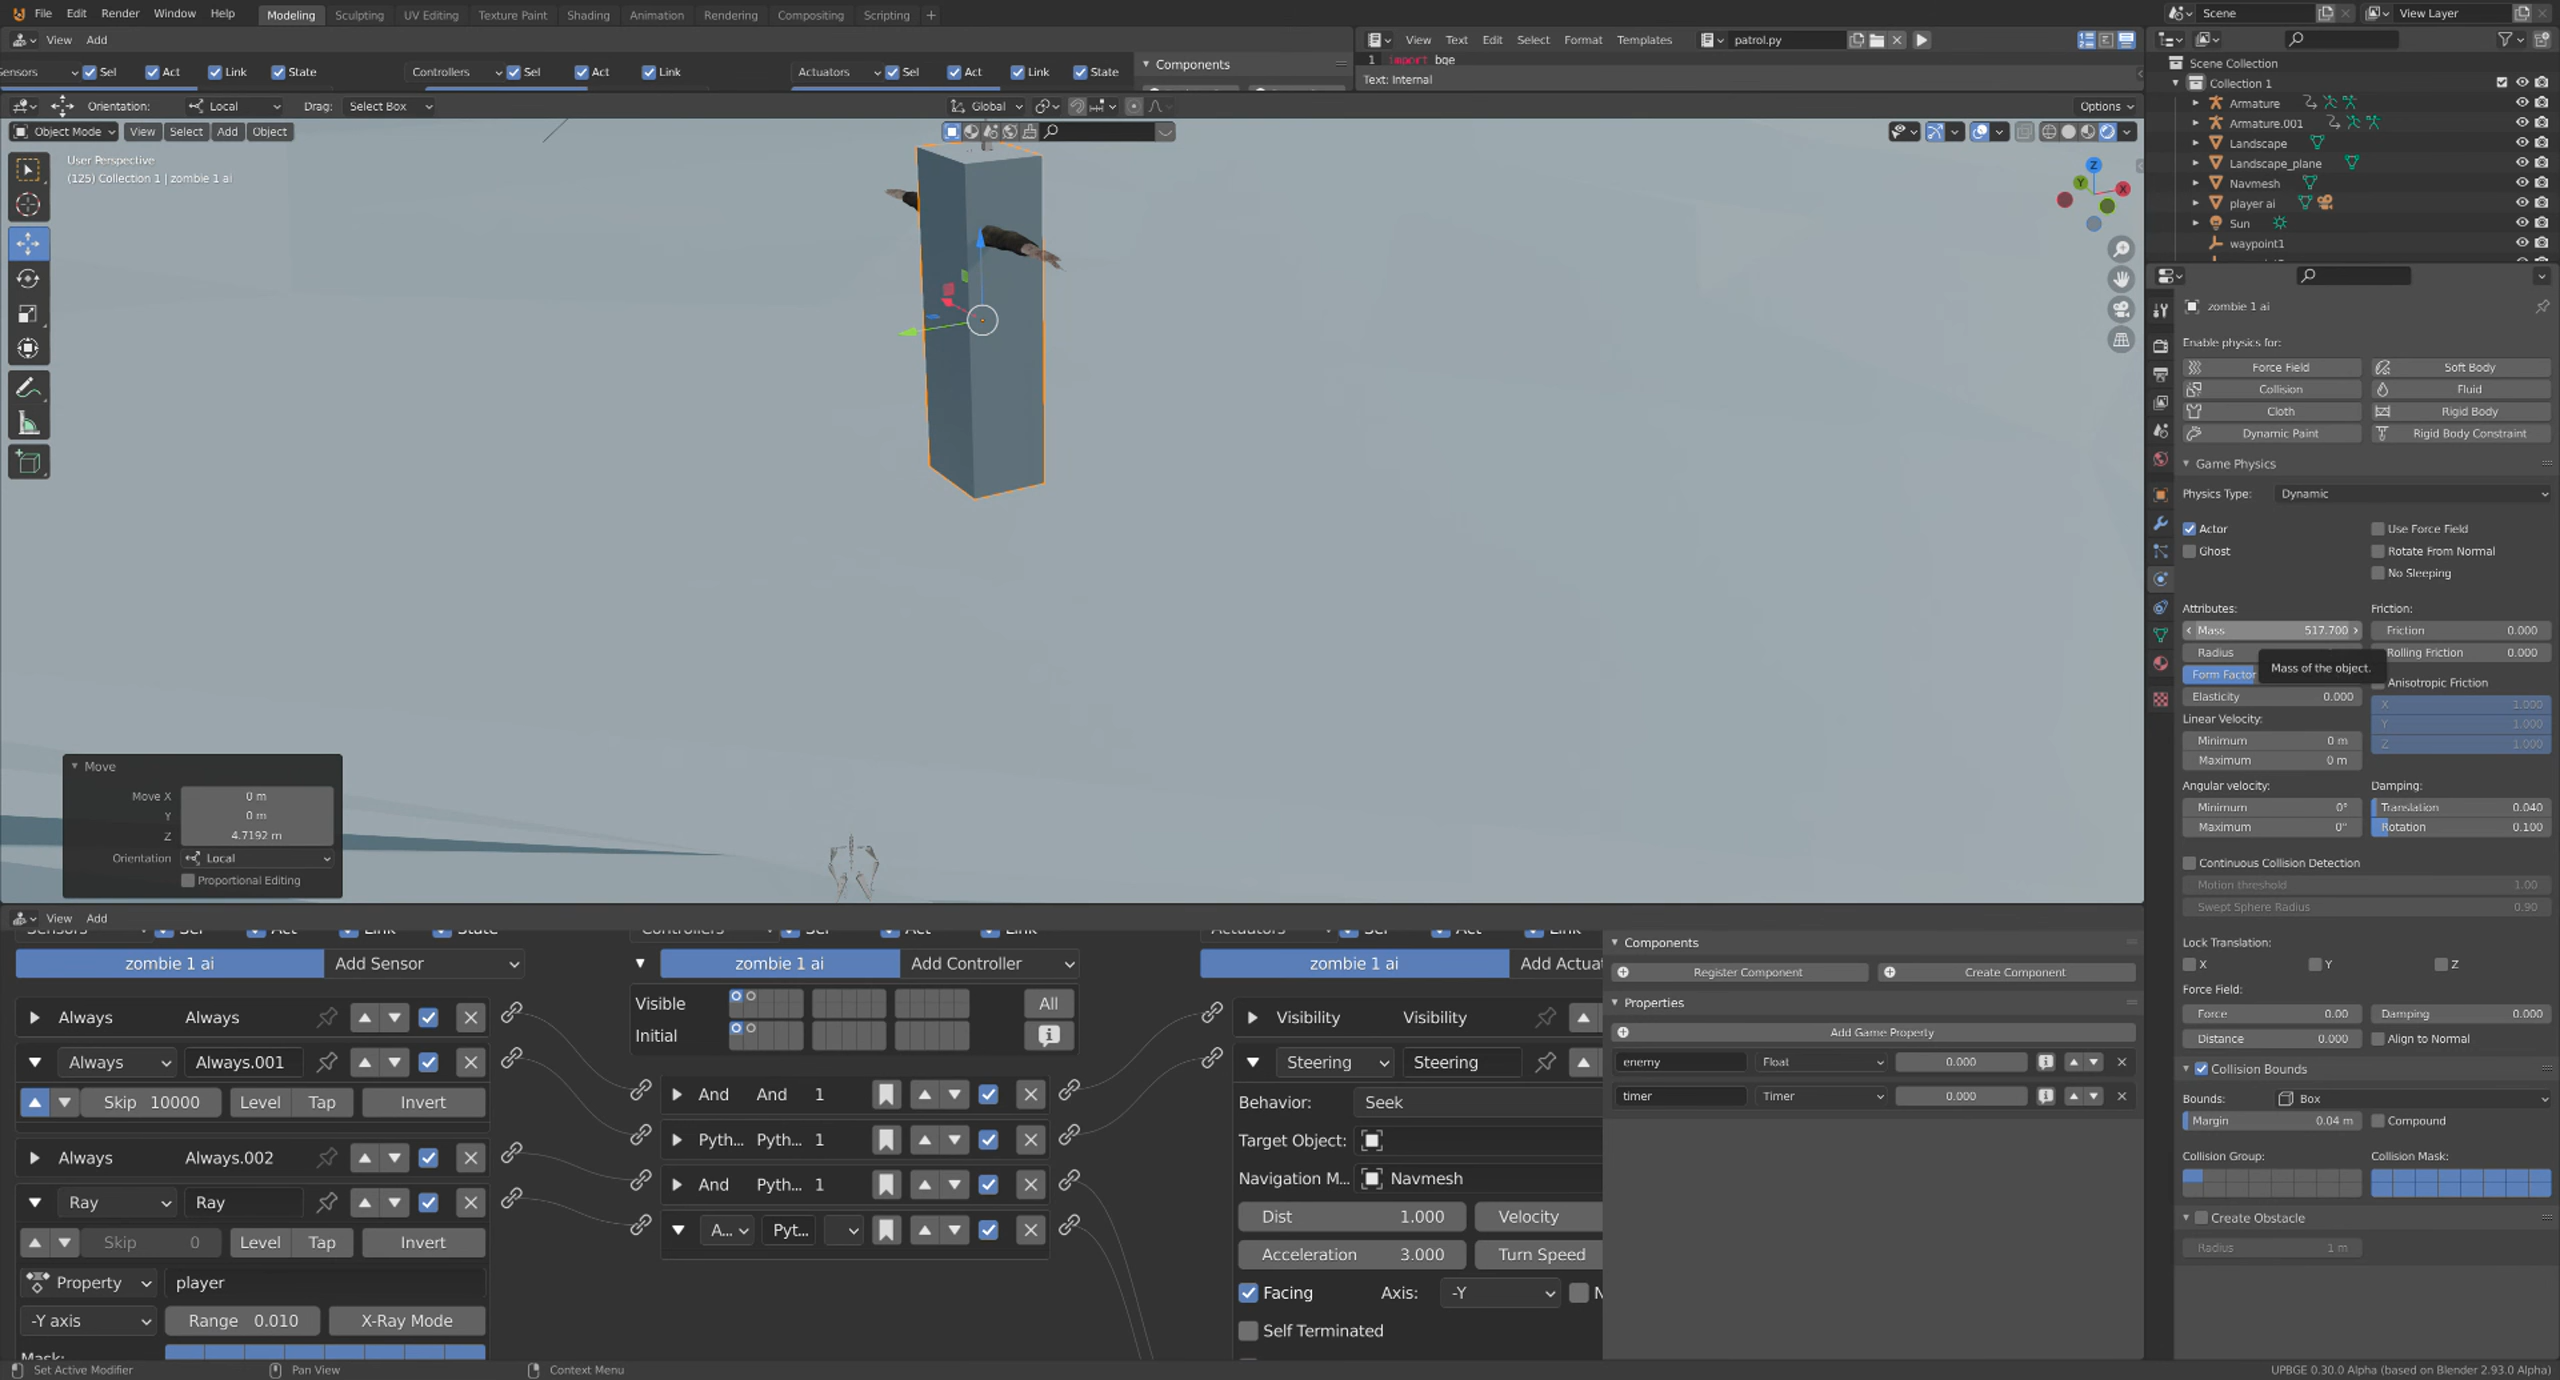 File Edit Render Window Help Modeling Sculpting UV Editing Texture Paint Shading Animation Rendering Compositing Scripting + Scene View Layer
View Add
View Text Edit Select Format Templates patrol.py
ensors Sel Act Link State Controllers Sel Act Link Actuators Sel Act Link State Components
1 import bge
Text: Internal
Orientation: Local Drag: Select Box Global Options
Object Mode View Select Add Object
User Perspective
(125) Collection 1 | zombie 1 ai
Z
Y
X
Scene Collection
Collection 1
Armature
Armature.001
Landscape
Landscape_plane
Navmesh
player ai
Sun
waypoint1
zombie 1 ai
Enable physics for:
Force Field Soft Body
Collision Fluid
Cloth Rigid Body
Dynamic Paint Rigid Body Constraint
Game Physics
Physics Type: Dynamic
Actor Use Force Field
Ghost Rotate From Normal
No Sleeping
Attributes: Friction:
Mass 517.700 Friction 0.000
Radius Rolling Friction 0.000
Mass of the object.
Form Factor Anisotropic Friction
Elasticity 0.000 X 1.000
Linear Velocity: Y 1.000
Minimum 0 m Z 1.000
Maximum 0 m
Angular velocity: Damping:
Minimum 0° Translation 0.040
Maximum 0° Rotation 0.100
Continuous Collision Detection
Motion threshold 1.00
Swept Sphere Radius 0.90
Lock Translation:
X Y Z
Force Field:
Force 0.00 Damping 0.000
Distance 0.000 Align to Normal
Collision Bounds
Bounds: Box
Margin 0.04 m Compound
Collision Group: Collision Mask:
Create Obstacle
Radius 1 m
Move
Move X 0 m
Y 0 m
Z 4.7192 m
Orientation Local
Proportional Editing
View Add
Sensors Sel Act Link State Controllers Sel Act Link Actuators Sel Act Link
zombie 1 ai Add Sensor
Always Always
Always Always.001
Skip 10000 Level Tap Invert
Always Always.002
Ray Ray
Skip 0 Level Tap Invert
Property player
-Y axis Range 0.010 X-Ray Mode
Mask:
zombie 1 ai Add Controller
Visible All
Initial
And And 1
Pyth... Pyth... 1
And Pyth... 1
A... Pyt...
zombie 1 ai Add Actua
Visibility Visibility
Steering Steering
Behavior: Seek
Target Object:
Navigation M... Navmesh
Dist 1.000 Velocity
Acceleration 3.000 Turn Speed
Facing Axis: -Y N
Self Terminated
Components
Register Component Create Component
Properties
Add Game Property
enemy Float 0.000
timer Timer 0.000
Set Active Modifier Pan View Context Menu UPBGE 0.30.0 Alpha (based on Blender 2.93.0 Alpha)